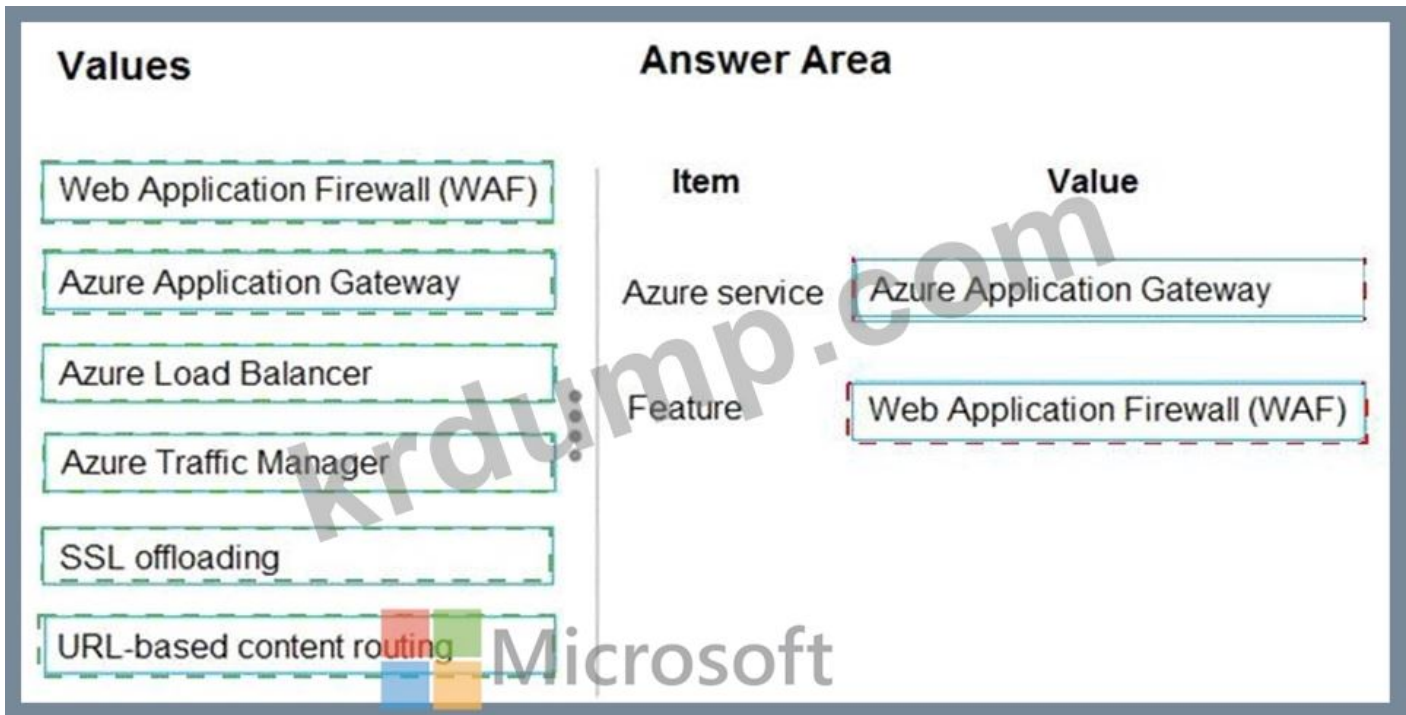 Values
Answer Area
Web Application Firewall (WAF)
Azure Application Gateway
Azure Load Balancer
Azure Traffic Manager
SSL offloading
URL-based content routing
Item
Value
Azure service
Azure Application Gateway
Feature
Web Application Firewall (WAF)
krdump.com
Microsoft